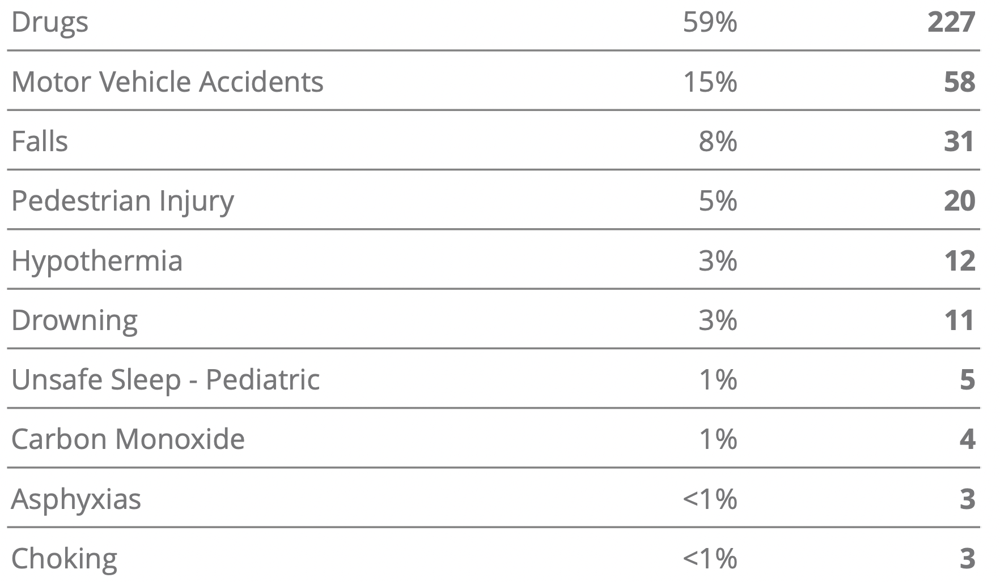 Drugs 59% 227
Motor Vehicle Accidents 15% 58
Falls 8% 31
Pedestrian Injury 5% 20
Hypothermia 3% 12
Drowning 3% 11
Unsafe Sleep - Pediatric 1% 5
Carbon Monoxide 1% 4
Asphyxias <1% 3
Choking <1% 3